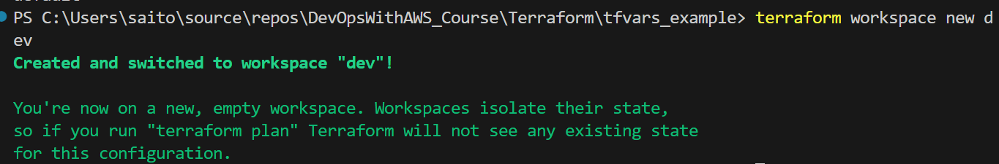 PS C:\Users\saito\source\repos\DevOpsWithAWS_Course\Terraform\tfvars_example> terraform workspace new d
ev
Created and switched to workspace "dev"!
You're now on a new, empty workspace. Workspaces isolate their state,
so if you run "terraform plan" Terraform will not see any existing state
for this configuration.